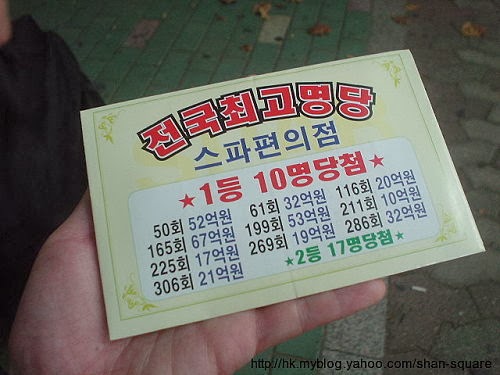 전국최고명당
스파편의점
★1등 10명당첨★
50회 52억원 61회 32억원 116회 20억원
165회 67억원 199회 53억원 211회 10억원
225회 17억원 269회 19억원 286회 32억원
306회 21억원 ★2등 17명당첨★
http://hk.myblog.yahoo.com/shan-square